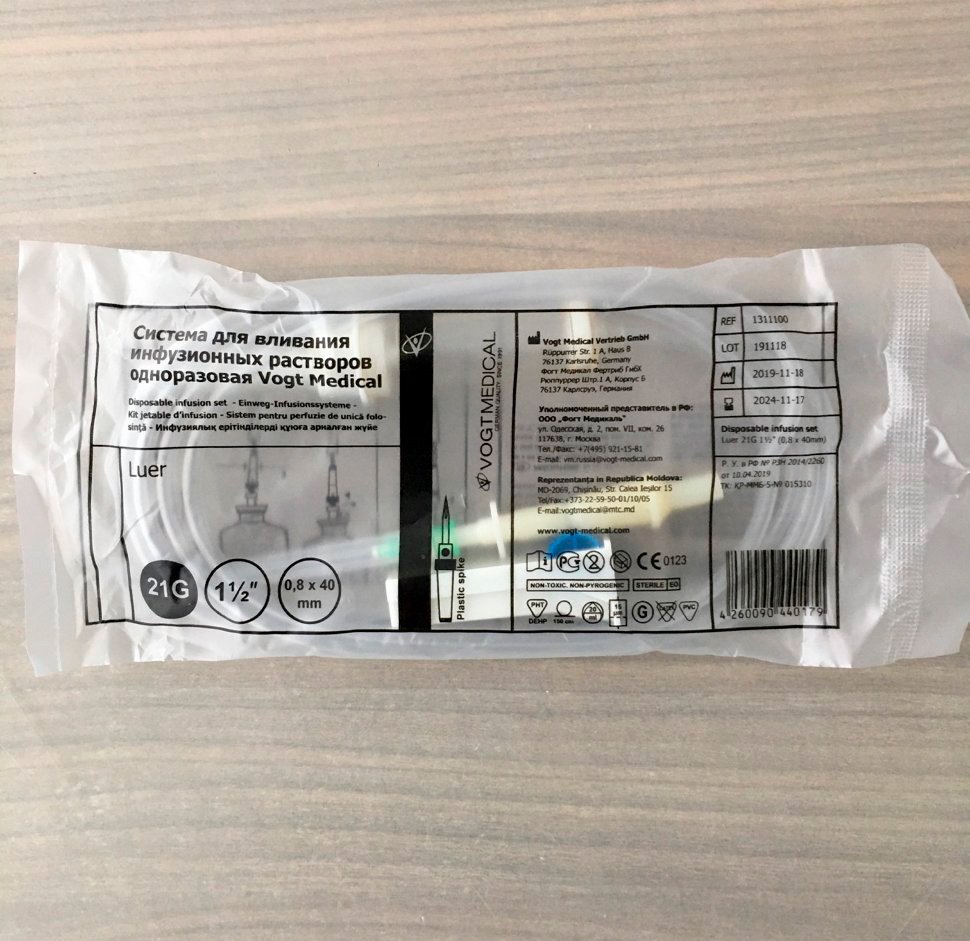 Система для вливания
инфузионных растворов
одноразовая Vogt Medical
Disposable infusion set - Einweg-Infusionssysteme -
Kit jetable d'infusion - Sistem pentru perfuzie de unică folo-
sință - Инфузиялық ерітінділерді құюға арналған жүйе
Luer
21G
1½"
0,8 x 40
mm
Plastic spike
VOGT MEDICAL
GERMAN QUALITY. SINCE 1991
Vogt Medical Vertrieb GmbH
Rüppurrer Str. 1 A, Haus B
76137 Karlsruhe, Germany
Фогт Медикал Фертриб ГмбХ
Рюппуррер Штр.1 А, Корпус Б
76137 Карлсруэ, Германия
Уполномоченный представитель в РФ:
ООО „Фогт Медикаль"
ул. Одесская, д. 2, пом. VII, ком. 26
117638, г. Москва
Тел./Факс: +7(495) 921-15-81
E-mail: vm.russia@vogt-medical.com
Reprezentanța in Republica Moldova:
MD-2069, Chișinău, Str. Calea Ieșilor 15
Tel/Fax:+373-22-59-50-01/10/05
E-mail:vogtmedical@mtc.md
www.vogt-medical.com
CE 0123
NON-TOXIC. NON-PYROGENIC
STERILE EO
PHT
DEHP
150 cm
20
ml
15
µm
G
LATEX
PVC
REF 1311100
LOT 191118
2019-11-18
2024-11-17
Disposable infusion set
Luer 21G 1½" (0,8 x 40mm)
Р. У. в РФ № РЗН 2014/2260
от 10.04.2019
ТК: КР-ММБ-5-№ 015310
4 260090 440179